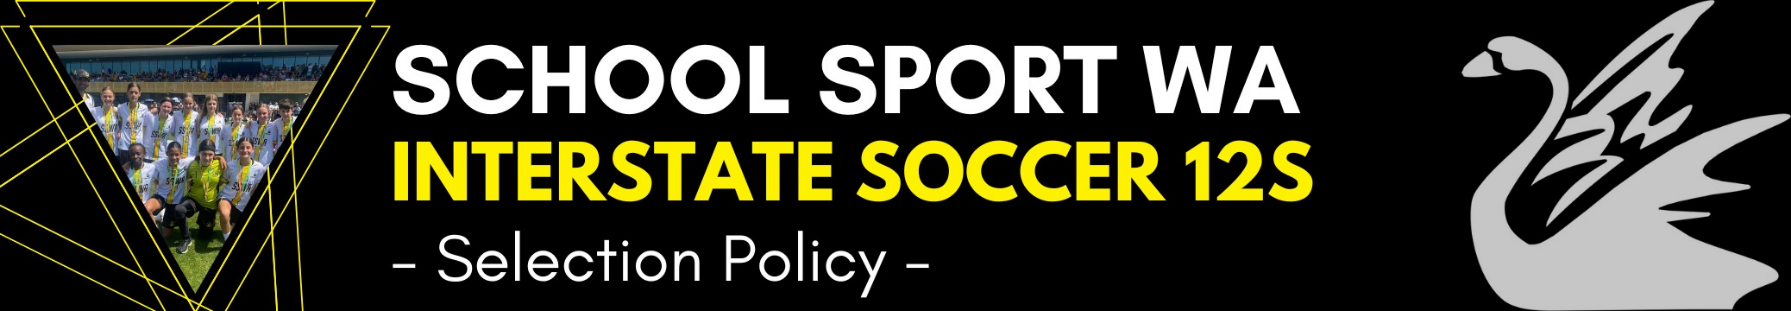 SCHOOL SPORT WA
INTERSTATE SOCCER 12S
- Selection Policy -